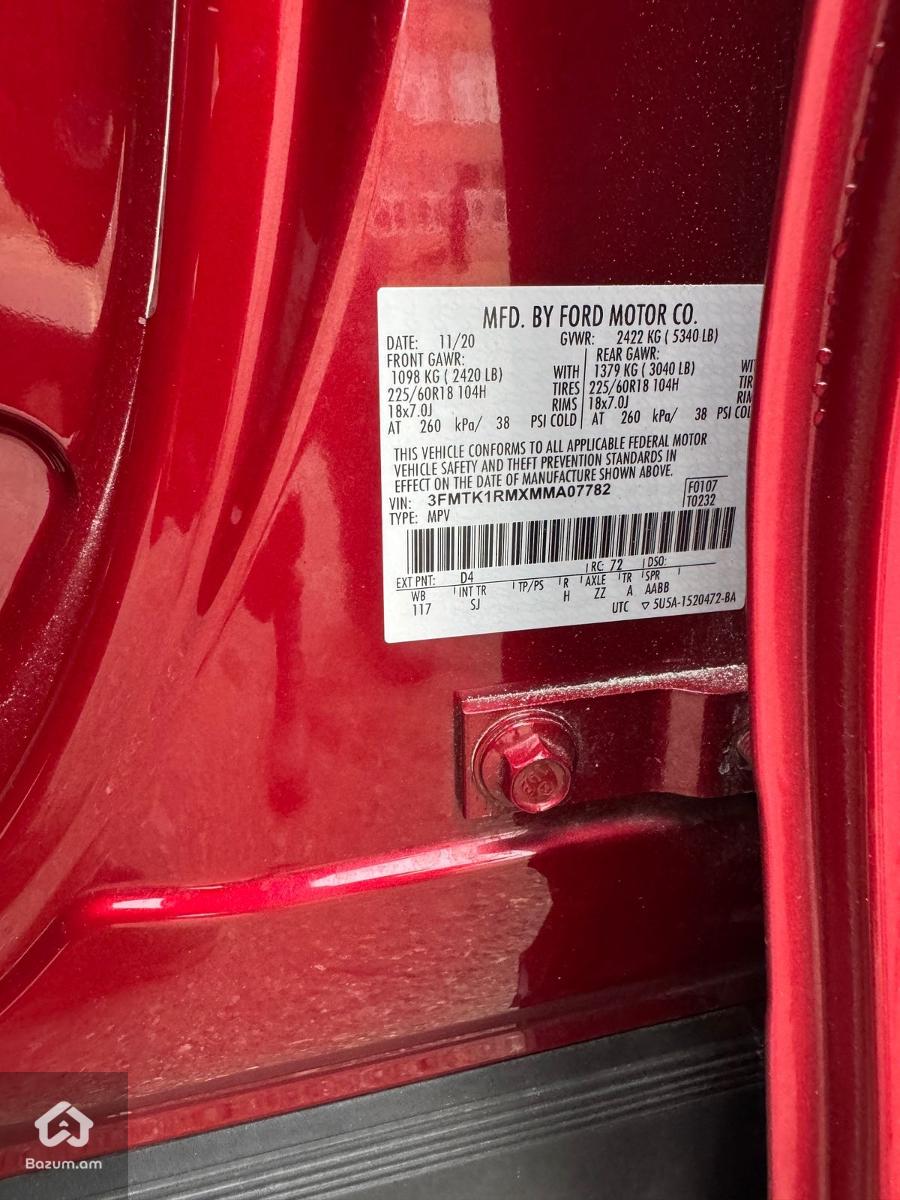 MFD. BY FORD MOTOR CO.
DATE: 11/20 GVWR: 2422 KG ( 5340 LB)
FRONT GAWR: REAR GAWR:
1098 KG ( 2420 LB) WITH 1379 KG ( 3040 LB)
225/60R18 104H TIRES 225/60R18 104H
18x7.0J RIMS 18x7.0J
AT 260 kPa/ 38 PSI COLD AT 260 kPa/ 38 PSI
THIS VEHICLE CONFORMS TO ALL APPLICABLE FEDERAL MOTOR
VEHICLE SAFETY AND THEFT PREVENTION STANDARDS IN
EFFECT ON THE DATE OF MANUFACTURE SHOWN ABOVE.
VIN: 3FMTK1RMXMMA07782 F0107
TYPE: MPV T0232
EXT PNT: D4 RC: 72 DSO:
WB INT TR TP/PS R AXLE TR SPR
117 SJ H ZZ A AABB
UTC ▽ 5U5A-1520472-BA
Bazum.am